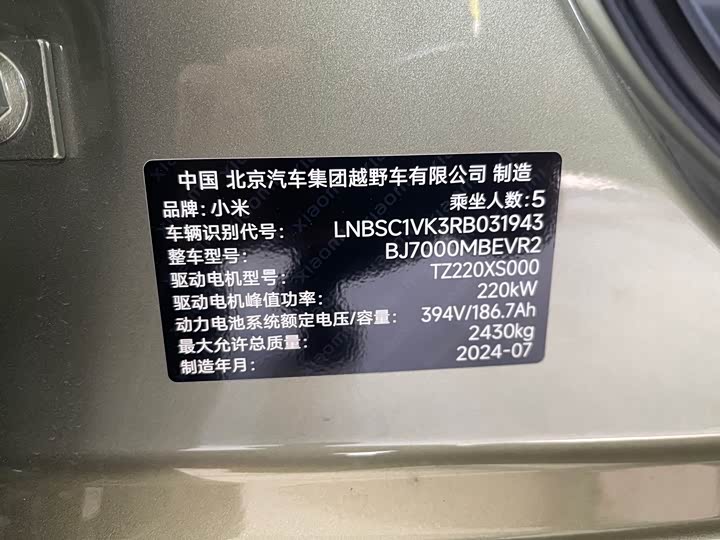 中国 北京汽车集团越野车有限公司 制造
品牌: 小米 乘坐人数: 5
车辆识别代号: LNBSC1VK3RB031943
整车型号: BJ7000MBEVR2
驱动电机型号: TZ220XS000
驱动电机峰值功率: 220kW
动力电池系统额定电压/容量: 394V/186.7Ah
最大允许总质量: 2430kg
制造年月: 2024-07